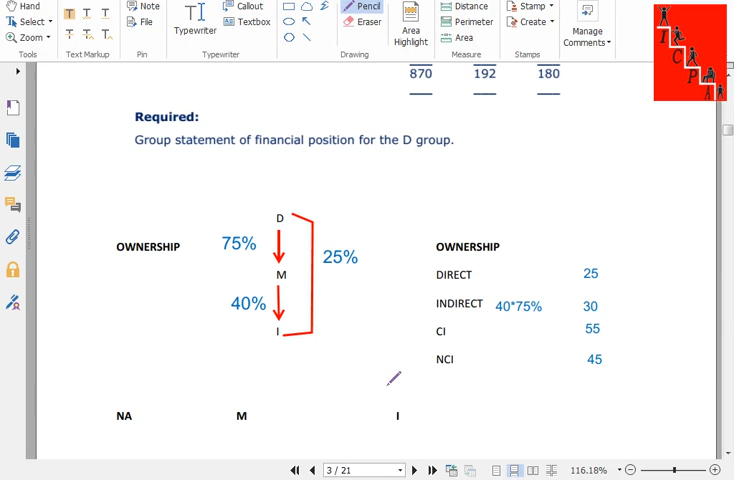 Hand
Select
Zoom
Tools
T T T
T T T
Text Markup
Note
File
Pin
Typewriter
Callout
Textbox
Typewriter
Pencil
Eraser
Drawing
Area
Highlight
Distance
Perimeter
Area
Measure
Stamp
Create
Stamps
Manage
Comments
I
C
P
A
870 192 180
Required:
Group statement of financial position for the D group.
D
OWNERSHIP 75% 25%
M
40%
I
OWNERSHIP
DIRECT 25
INDIRECT 40*75% 30
CI 55
NCI 45
NA M I
3 / 21
116.18%